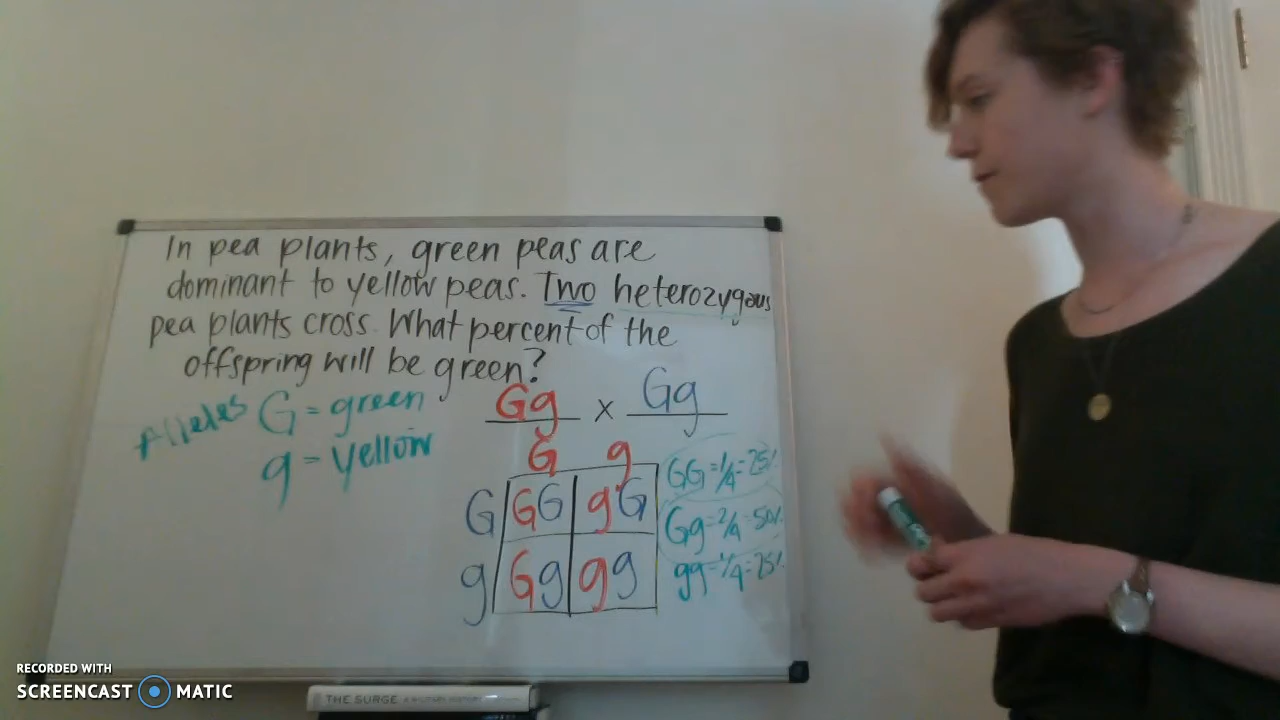 In pea plants, green peas are
dominant to yellow peas. Two heterozygous
pea plants cross. What percent of the
offspring will be green?
Alleles G = green
g = yellow
Gg x Gg
G g
G GG gG
g Gg gg
GG = 1/4 = 25%
Gg = 2/4 = 50%
gg = 1/4 = 25%
RECORDED WITH
SCREENCAST MATIC
THE SURGE